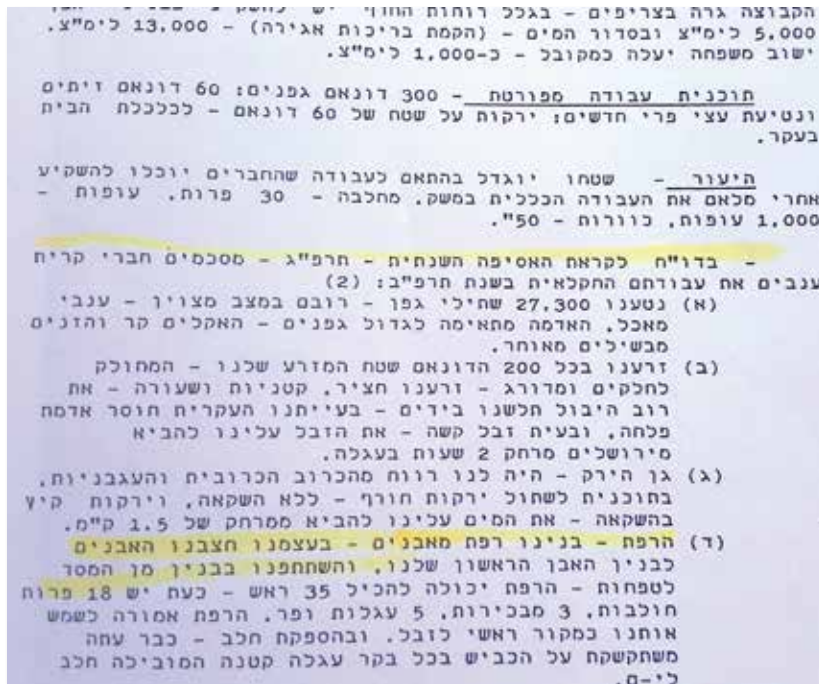 הקבוצה גרה בצריפים - בגלל רוחות החורף יש
5,000 לימ"צ ובסדור המים - (הקמת בריכות אגירה) - 13,000 לימ"צ.
ישוב משפחה יעלה כמקובל - כ-1,000 לימ"צ.
תוכנית עבודה מפורטת - 300 דונאם גפנים; 60 דונאם זיתים
ונטיעת עצי פרי חדשים; ירקות על שטח של 60 דונאם - לכלכלת הבית
בעקר.
היעור - שטחו יוגדל בהתאם לעבודה שהחברים יוכלו להשקיע
אחרי מלאם את העבודה הכללית במשק. מחלבה - 30 פרות. עופות -
1,000 עופות. כוורות - 50".
- בדו"ח לקראת האסיפה השנתית - תרפ"ג - מסכמים חברי קרית
ענבים את עבודתם החקלאית בשנת תרפ"ב: (2)
(א) נטענו 27,300 שתילי גפן - רובם במצב מצוין - ענבי
מאכל. האדמה מתאימה לגדול גפנים - האקלים קר והזנים
מבשילים מאוחר.
(ב) זרענו בכל 200 הדונאם שטח המזרע שלנו - המחולק
לחלקים ומדורג - זרענו חציר, קטניות ושעורה - את
רוב היבול תלשנו בידים - בעייתנו העקרית חוסר אדמת
פלחה, ובעית זבל קשה - את הזבל עלינו להביא
מירושלים מרחק 2 שעות בעגלה.
(ג) גן הירק - היה לנו רווח מהכרוב הכרובית והעגבניות,
בתוכנית לשתול ירקות חורף - ללא השקאה, וירקות קיץ
בהשקאה - את המים עלינו להביא ממרחק של 1.5 ק"מ.
(ד) הרפת - בנינו רפת מאבנים - בעצמנו חצבנו האבנים
לבנין האבן הראשון שלנו, והשתתפנו בבנין מן המסד
לטפחות - הרפת יכולה להכיל 35 ראש - כעת יש 18 פרות
חולבות, 3 מבכירות, 5 עגלות ופר. הרפת אמורה לשמש
אותנו כמקור ראשי לזבל, ובהספקת חלב - כבר עתה
משתקשקת על הכביש בכל בקר עגלה קטנה המובילה חלב
לי-ם.